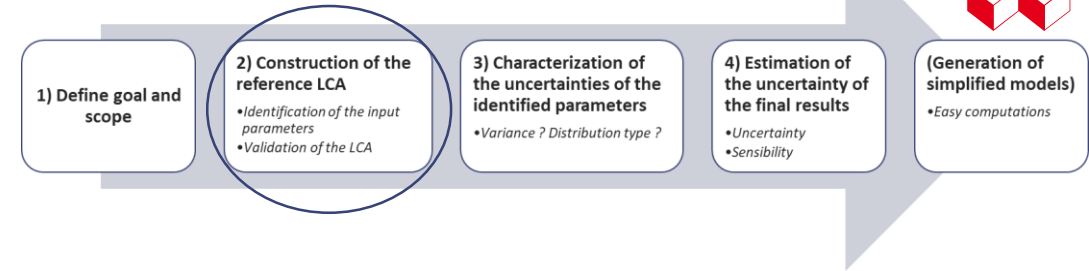 1) Define goal and
scope
2) Construction of the
reference LCA
•Identification of the input
parameters
•Validation of the LCA
3) Characterization of
the uncertainties of the
identified parameters
•Variance ? Distribution type ?
4) Estimation of
the uncertainty of
the final results
•Uncertainty
•Sensibility
(Generation of
simplified models)
•Easy computations